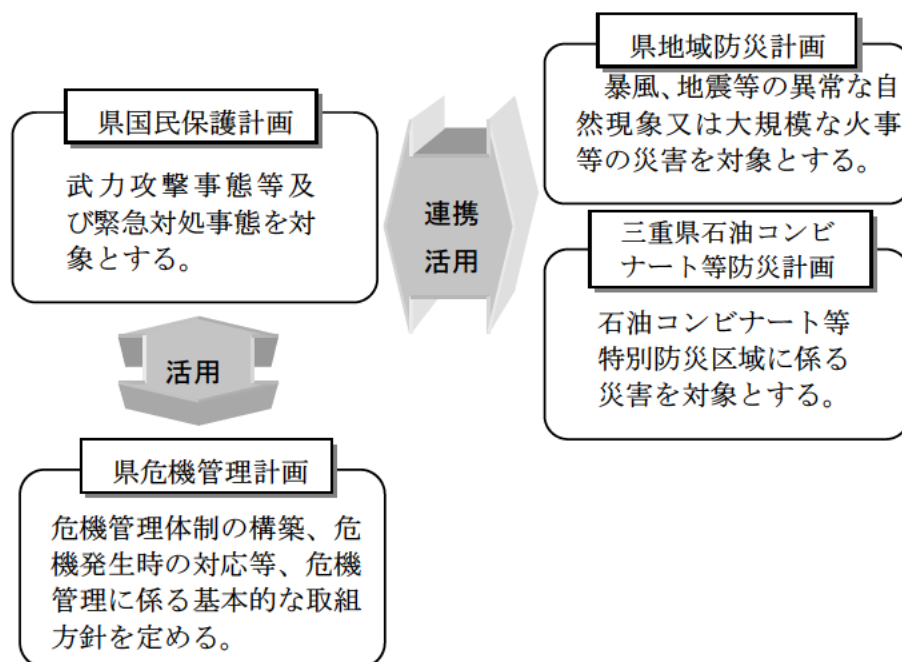 県国民保護計画
武力攻撃事態等及
び緊急対処事態を対
象とする。
連携
活用
県地域防災計画
暴風、地震等の異常な自
然現象又は大規模な火事
等の災害を対象とする。
三重県石油コンビ
ナート等防災計画
石油コンビナート等
特別防災区域に係る
災害を対象とする。
活用
県危機管理計画
危機管理体制の構築、危
機発生時の対応等、危機
管理に係る基本的な取組
方針を定める。